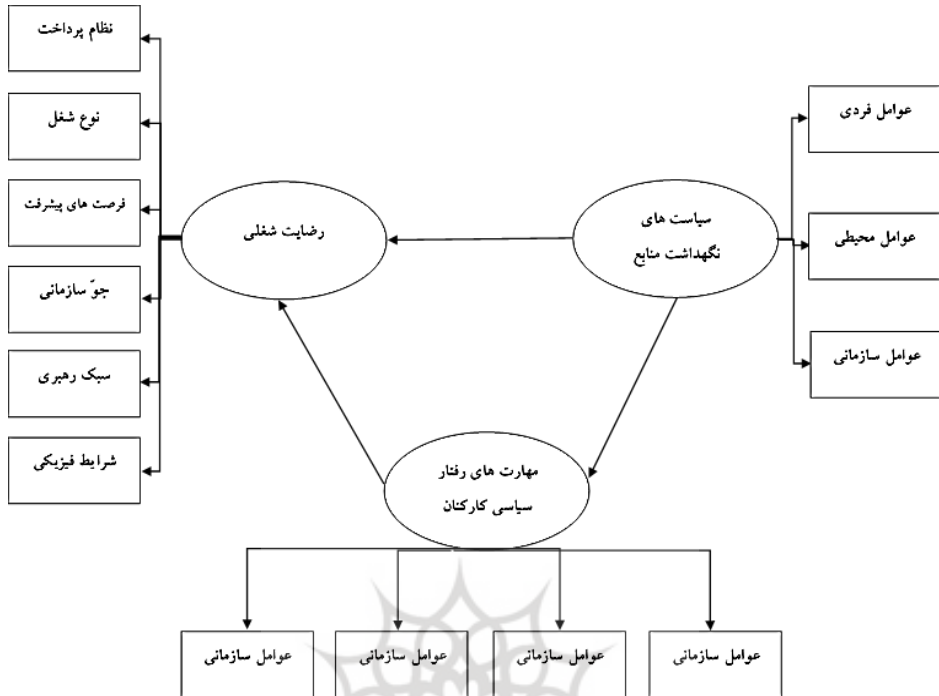 نظام پرداخت
نوع شغل
فرصت های پیشرفت
جوّ سازمانی
سبک رهبری
شرایط فیزیکی
رضایت شغلی
سیاست های
نگهداشت منابع
عوامل فردی
عوامل محیطی
عوامل سازمانی
مهارت های رفتار
سیاسی کارکنان
عوامل سازمانی
عوامل سازمانی
عوامل سازمانی
عوامل سازمانی